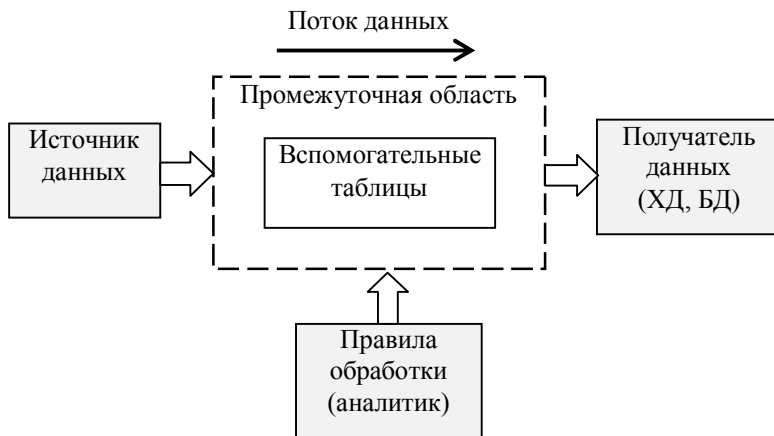 Поток данных
Промежуточная область
Источник
данных
Вспомогательные
таблицы
Получатель
данных
(ХД, БД)
Правила
обработки
(аналитик)